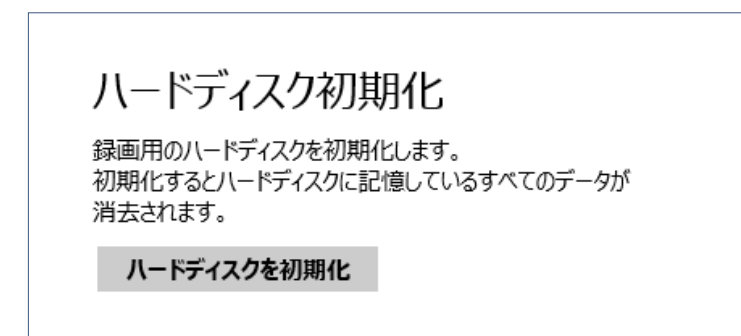 ハードディスク初期化
録画用のハードディスクを初期化します。
初期化するとハードディスクに記憶しているすべてのデータが
消去されます。
ハードディスクを初期化